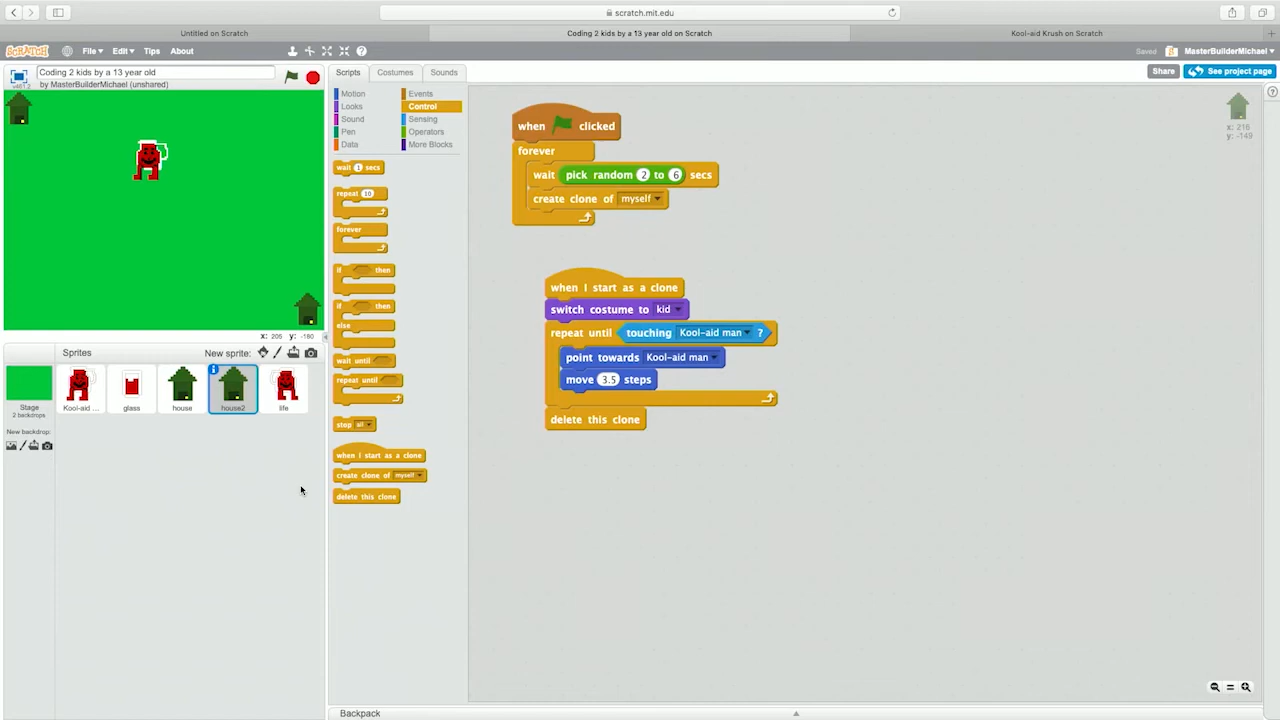 scratch.mit.edu
Untitled on Scratch
Coding 2 kids by a 13 year old on Scratch
Kool-aid Krush on Scratch
SCRATCH
File
Edit
Tips
About
Saved
MasterBuilderMichael
Coding 2 kids by a 13 year old
by MasterBuilderMichael (unshared)
v461.2
Scripts
Costumes
Sounds
Share
See project page
Motion
Events
Looks
Control
Sound
Sensing
Pen
Operators
Data
More Blocks
wait 1 secs
repeat 10
forever
if then
if then
else
wait until
repeat until
stop all
when I start as a clone
create clone of myself
delete this clone
when clicked
forever
wait pick random 2 to 6 secs
create clone of myself
when I start as a clone
switch costume to kid
repeat until touching Kool-aid man ?
point towards Kool-aid man
move 3.5 steps
delete this clone
x: 216
y: -149
x: 205 y: -180
Sprites
New sprite:
Stage
2 backdrops
New backdrop:
Kool-aid ...
glass
house
house2
life
Backpack